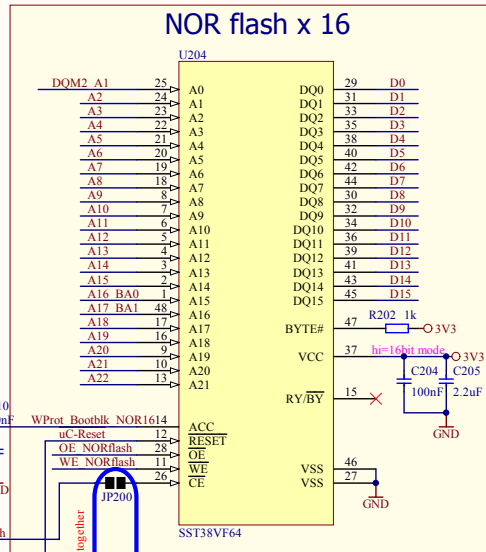 NOR flash x 16
U204
DQM2_A1 25 A0 DQ0 29 D0
A2 24 A1 DQ1 31 D1
A3 23 A2 DQ2 33 D2
A4 22 A3 DQ3 35 D3
A5 21 A4 DQ4 38 D4
A6 20 A5 DQ5 40 D5
A7 19 A6 DQ6 42 D6
A8 18 A7 DQ7 44 D7
A9 8 A8 DQ8 30 D8
A10 7 A9 DQ9 32 D9
A11 6 A10 DQ10 34 D10
A12 5 A11 DQ11 36 D11
A13 4 A12 DQ12 39 D12
A14 3 A13 DQ13 41 D13
A15 2 A14 DQ14 43 D14
A16_BA0 1 A15 DQ15 45 D15
A17_BA1 48 A16
A18 17 A17 BYTE# 47 R202 1k 3V3
A19 16 A18
A20 9 A19 VCC 37 hi=16bit mode 3V3
A21 10 A20
A22 13 A21
C204 C205
100nF 2.2uF
RY/BY 15
GND
WProt_Bootblk_NOR16 14 ACC
uC-Reset 12 RESET
OE_NORflash 28 OE
WE_NORflash 11 WE VSS 46
26 CE VSS 27
JP200
GND
together
SST38VF64